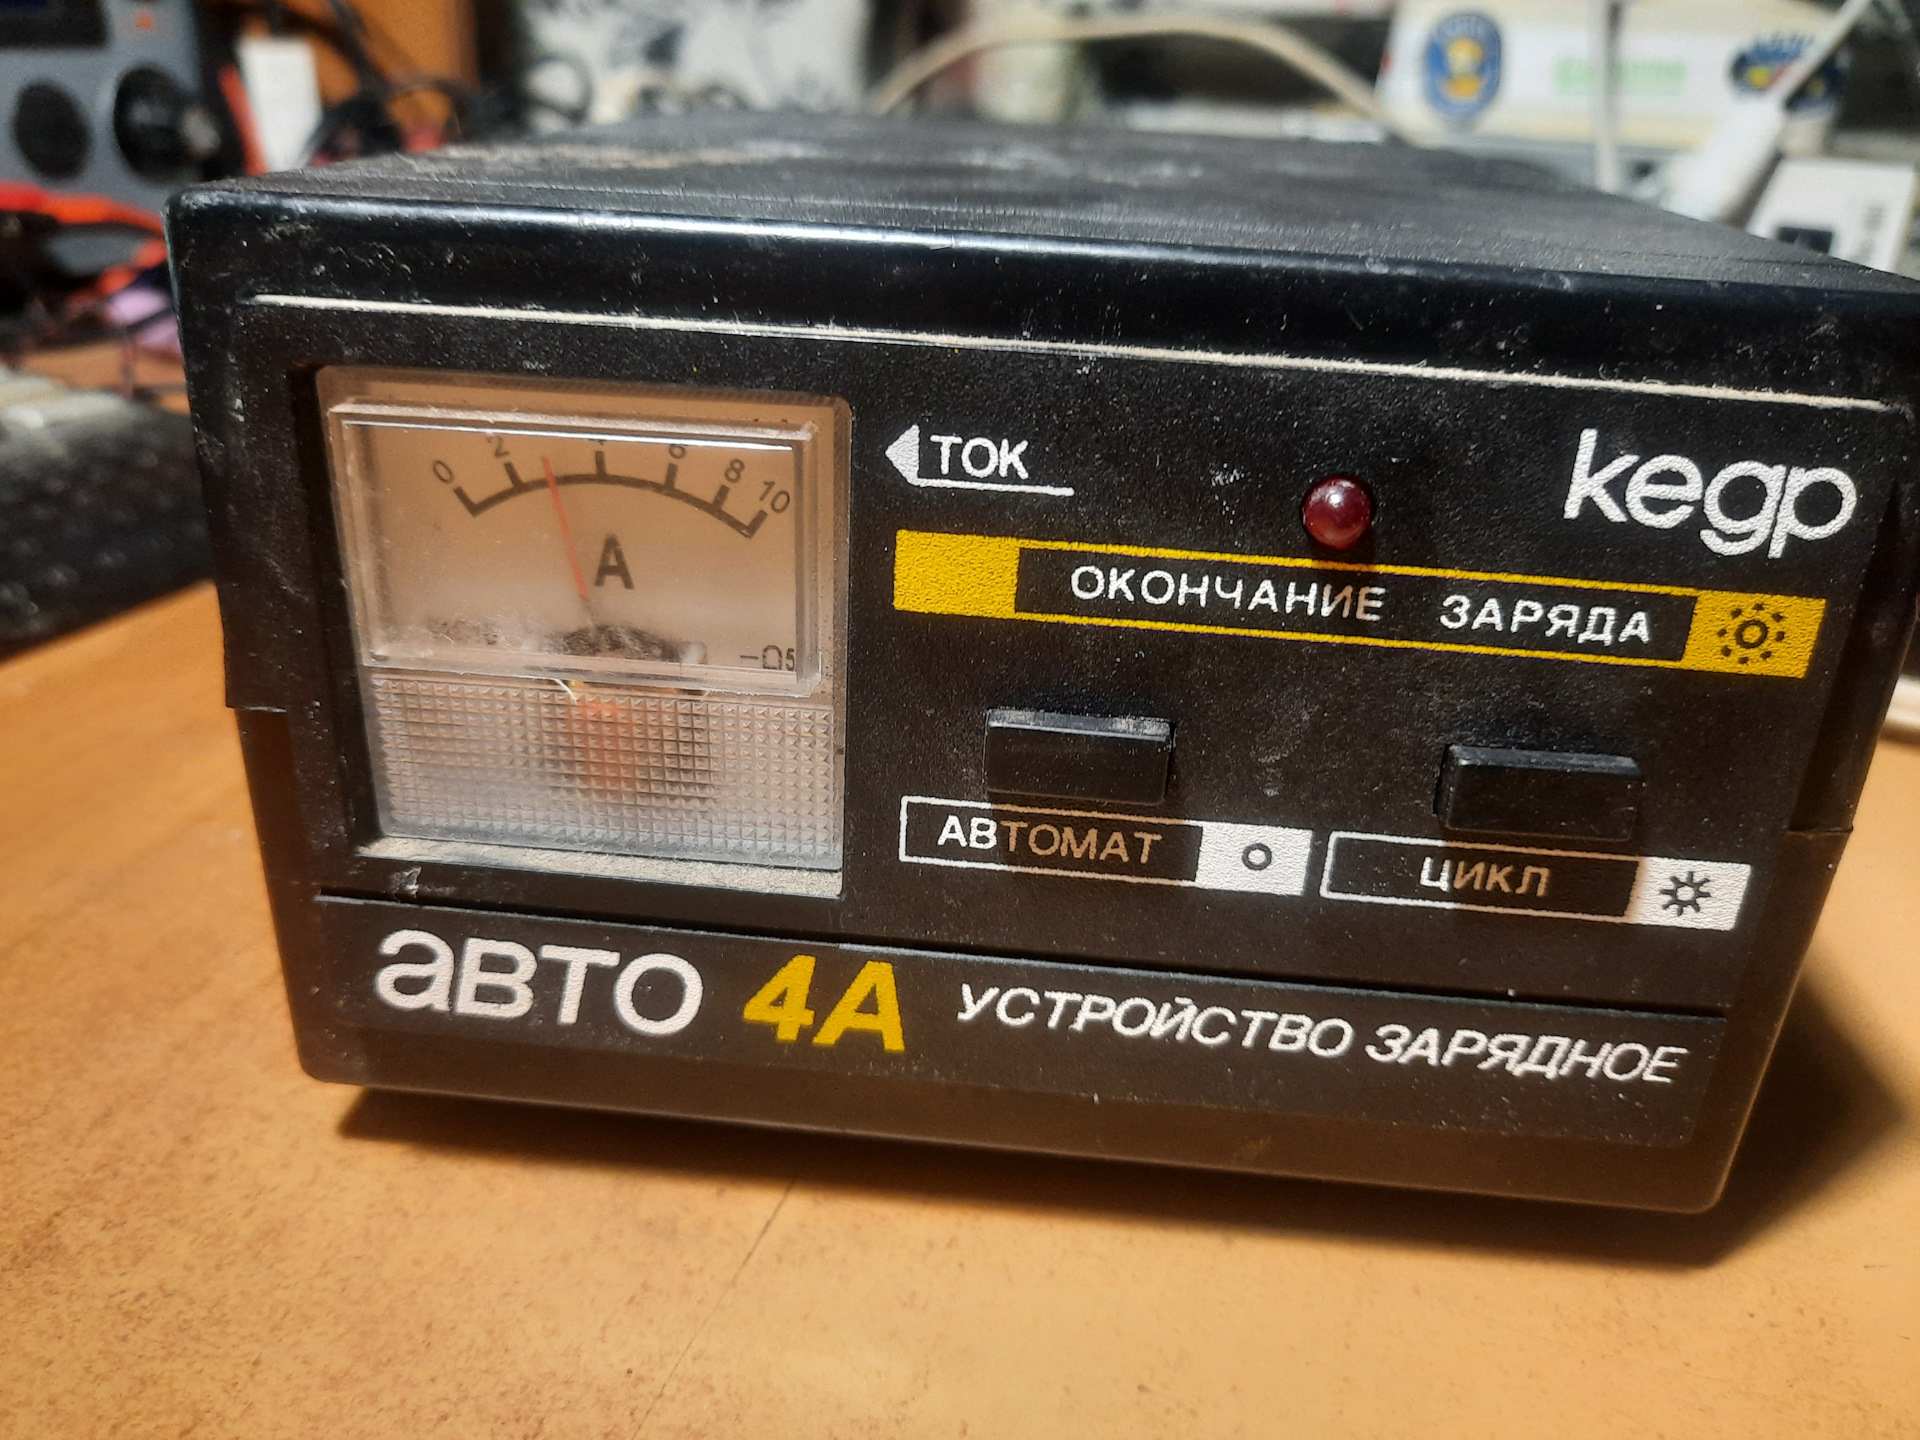 0 2 4 6 8 10
A
ТОК
кедр
ОКОНЧАНИЕ ЗАРЯДА
АВТОМАТ
ЦИКЛ
авто 4А УСТРОЙСТВО ЗАРЯДНОЕ